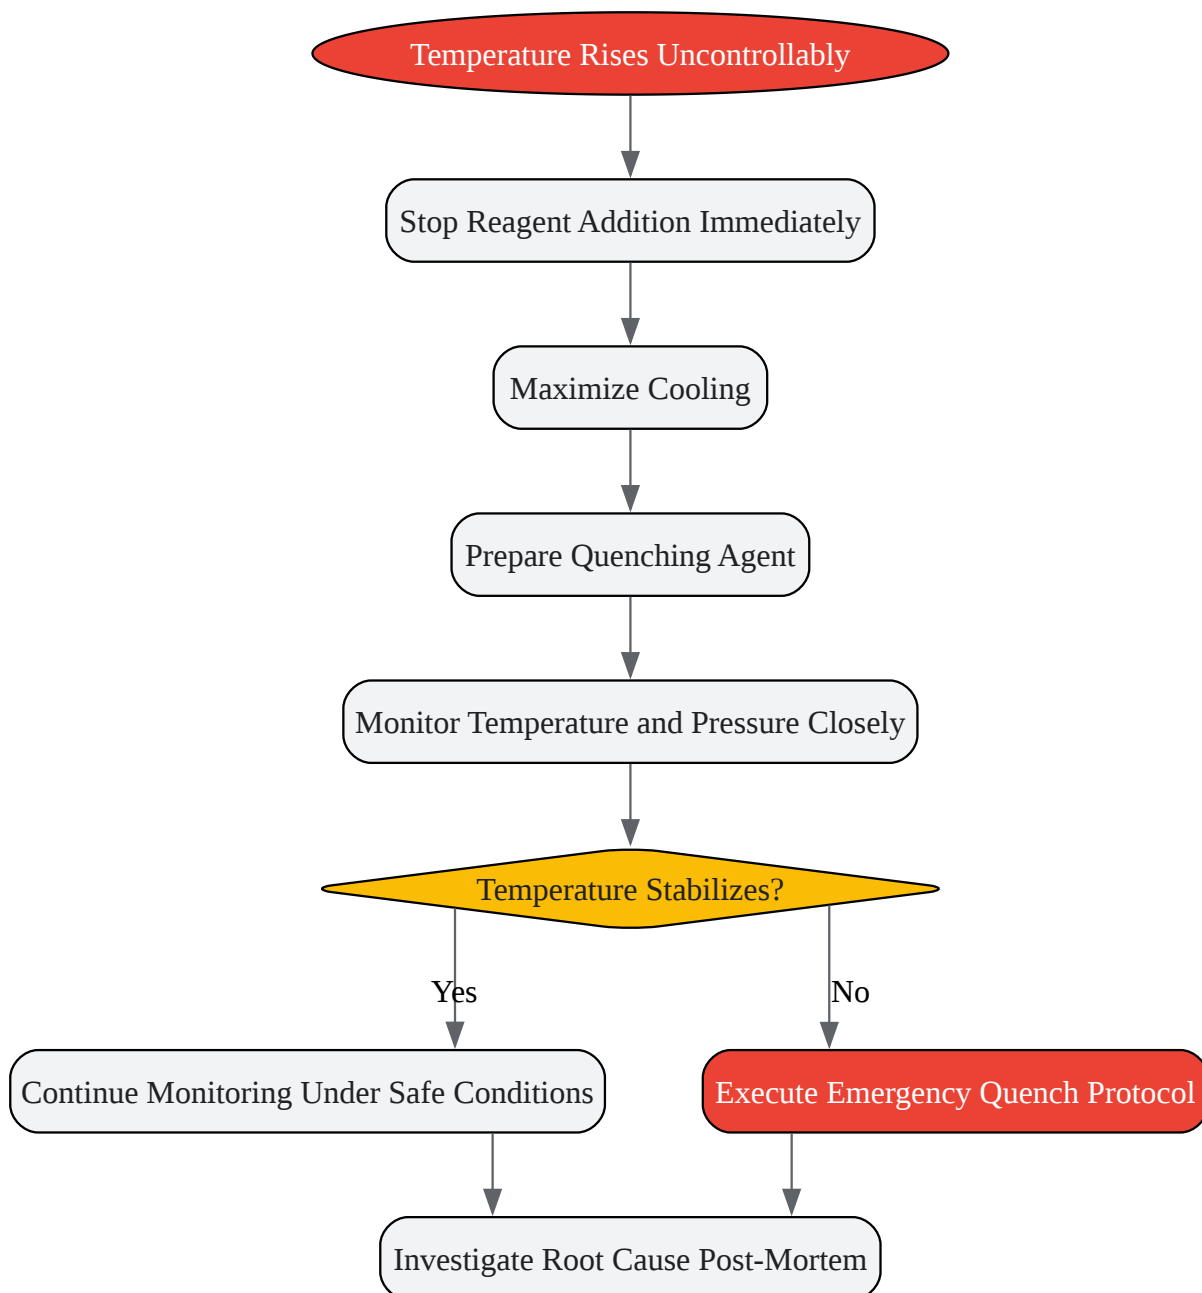 Temperature Rises Uncontrollably
Stop Reagent Addition Immediately
Maximize Cooling
Prepare Quenching Agent
Monitor Temperature and Pressure Closely
Temperature Stabilizes?
Yes
No
Continue Monitoring Under Safe Conditions
Execute Emergency Quench Protocol
Investigate Root Cause Post-Mortem